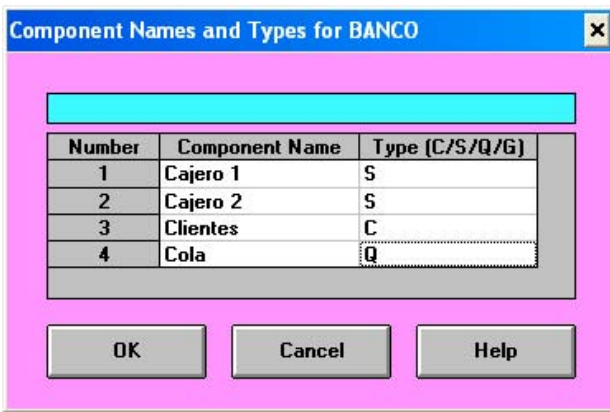 Component Names and Types for BANCO
Number Component Name Type (C/S/Q/G)
1 Cajero 1 S
2 Cajero 2 S
3 Clientes C
4 Cola Q
OK Cancel Help